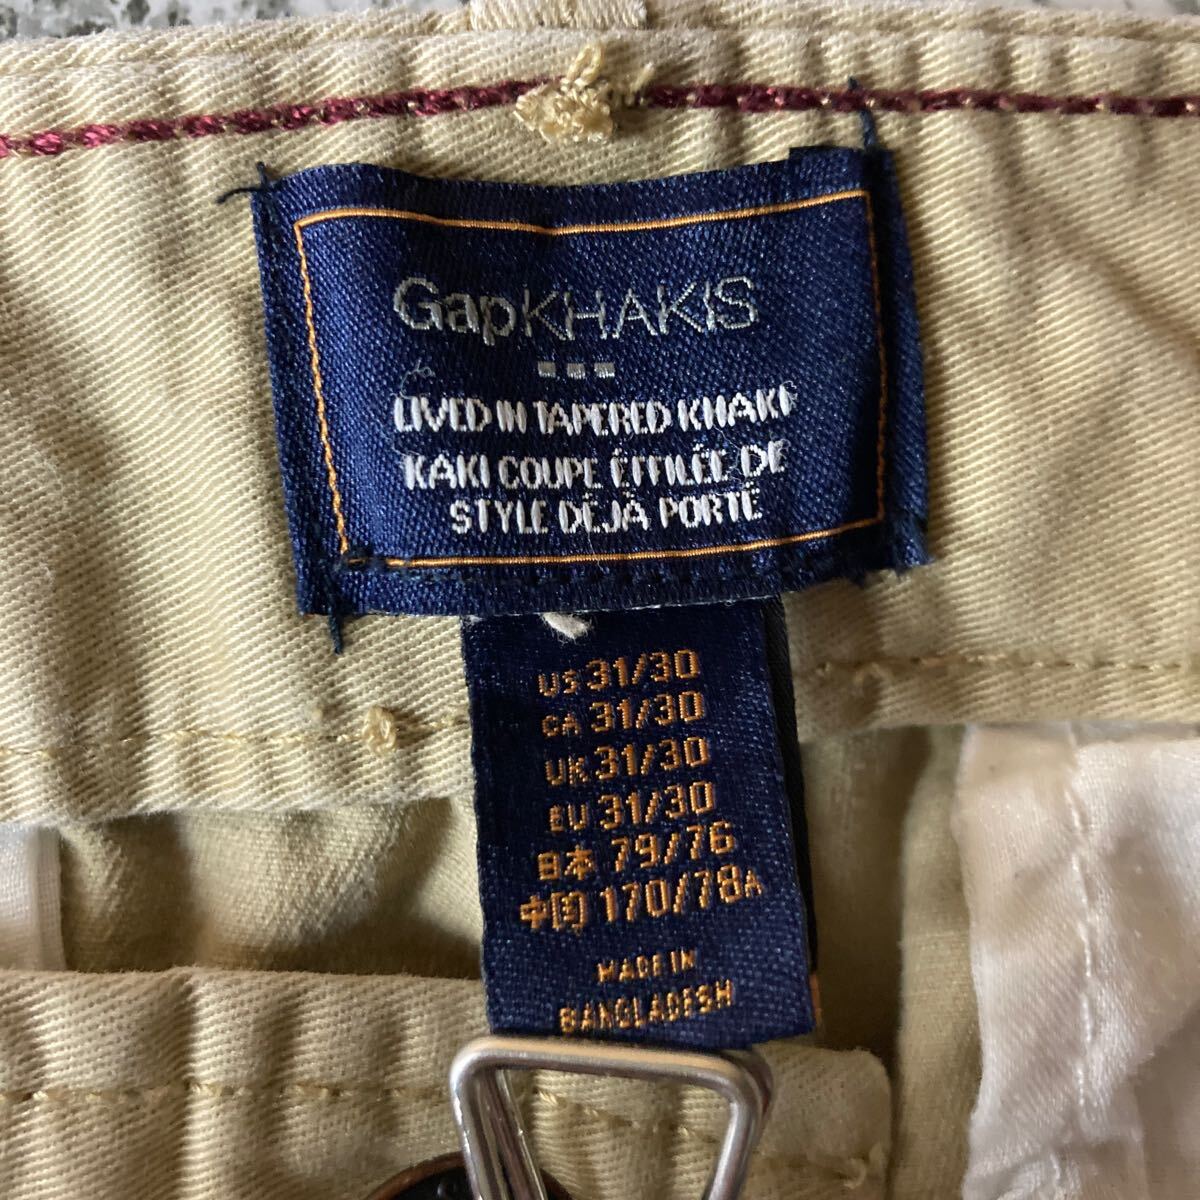 GapKHAKIS
LIVED IN TAPERED KHAKI
KAKI COUPE ÉFFILÉE DE
STYLE DÉJÀ PORTÉ
US 31/30
CA 31/30
UK 31/30
EU 31/30
日本 79/76
中国 170/78A
MADE IN
BANGLADESH